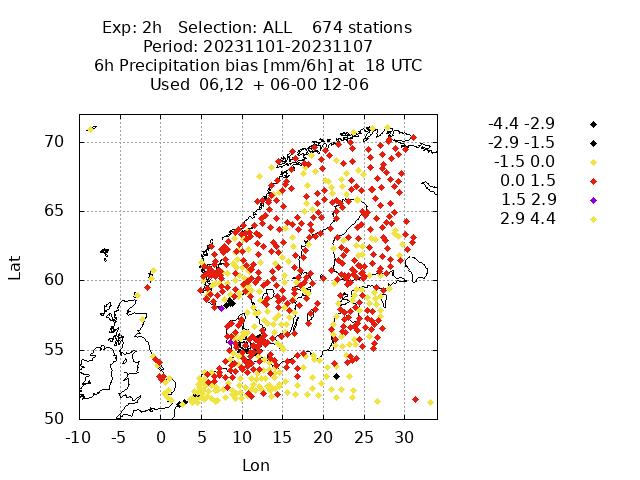 Exp: 2h   Selection: ALL    674 stations
Period: 20231101-20231107
6h Precipitation bias [mm/6h] at  18 UTC
Used 06,12  + 06-00 12-06
-4.4 -2.9
-2.9 -1.5
-1.5 0.0
0.0 1.5
1.5 2.9
2.9 4.4
70
65
60
55
50
Lat
-10 -5 0 5 10 15 20 25 30
Lon